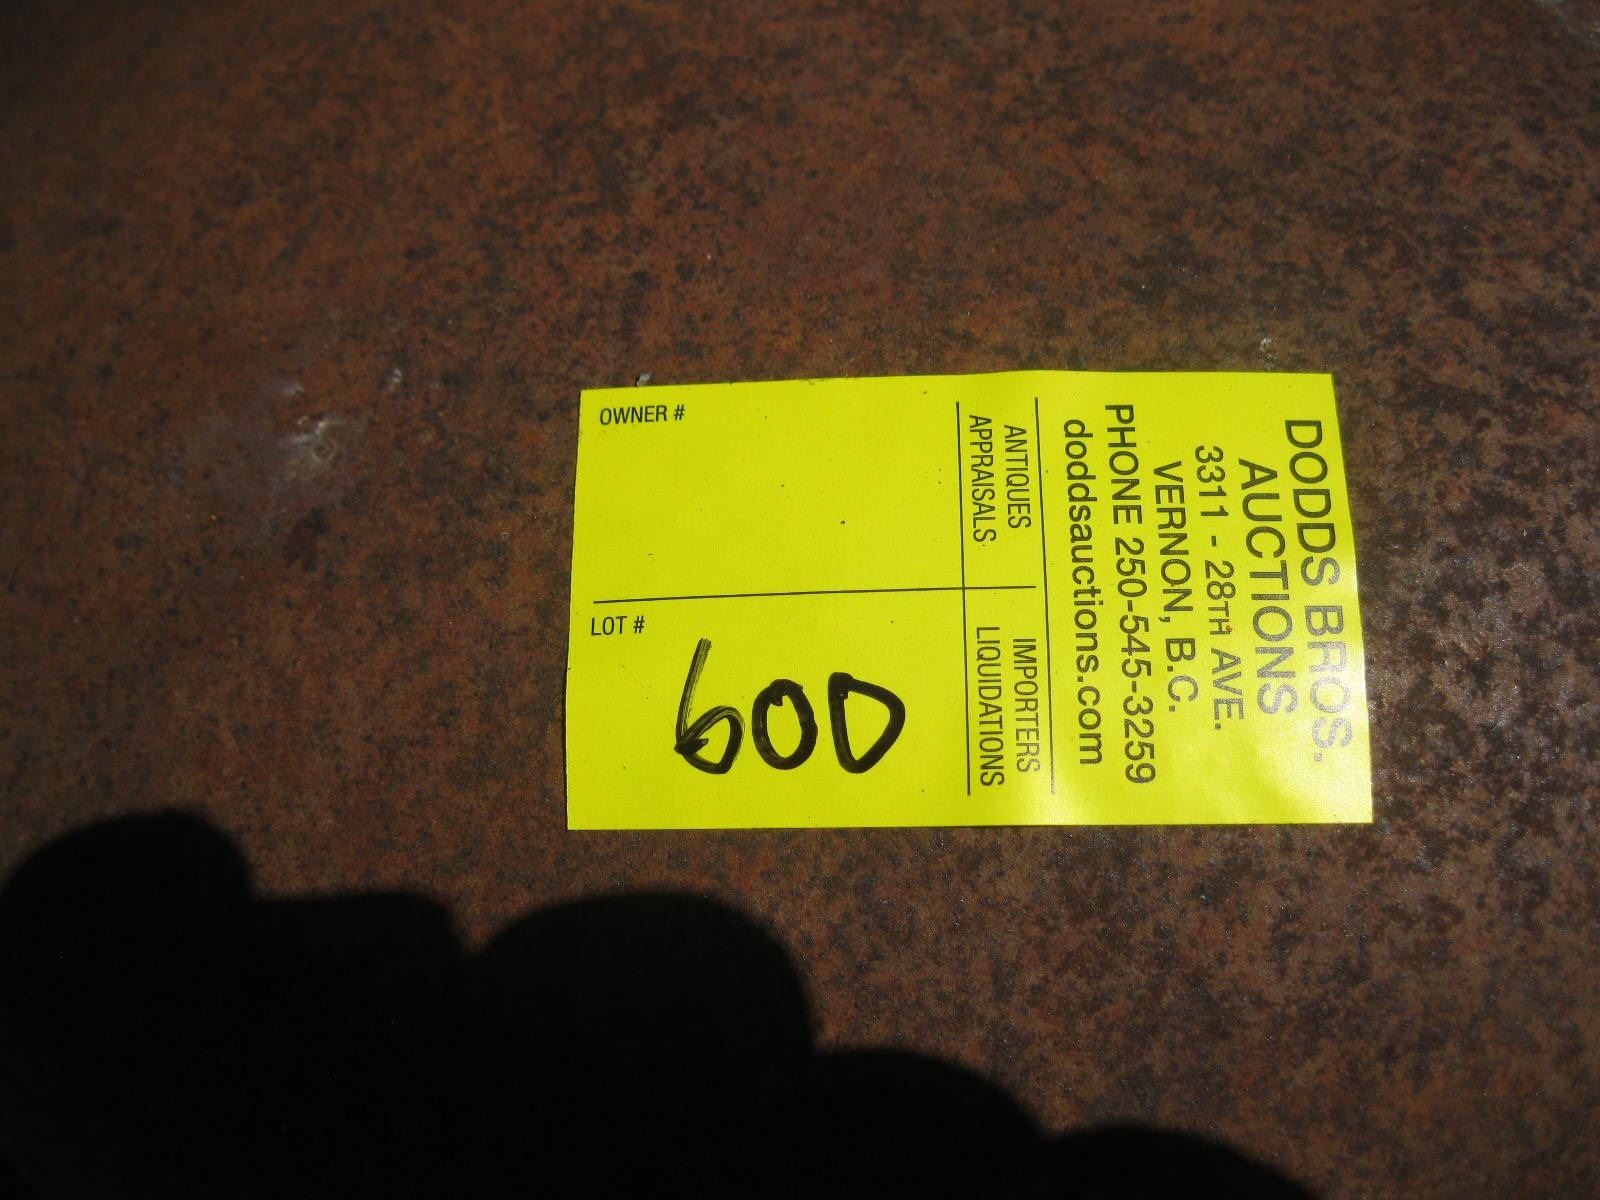 DODDS BROS.
AUCTIONS
3311 - 28TH AVE.
VERNON, B.C.
PHONE 250-545-3259
doddsauctions.com
ANTIQUES
APPRAISALS
IMPORTERS
LIQUIDATIONS
OWNER #
LOT #
600